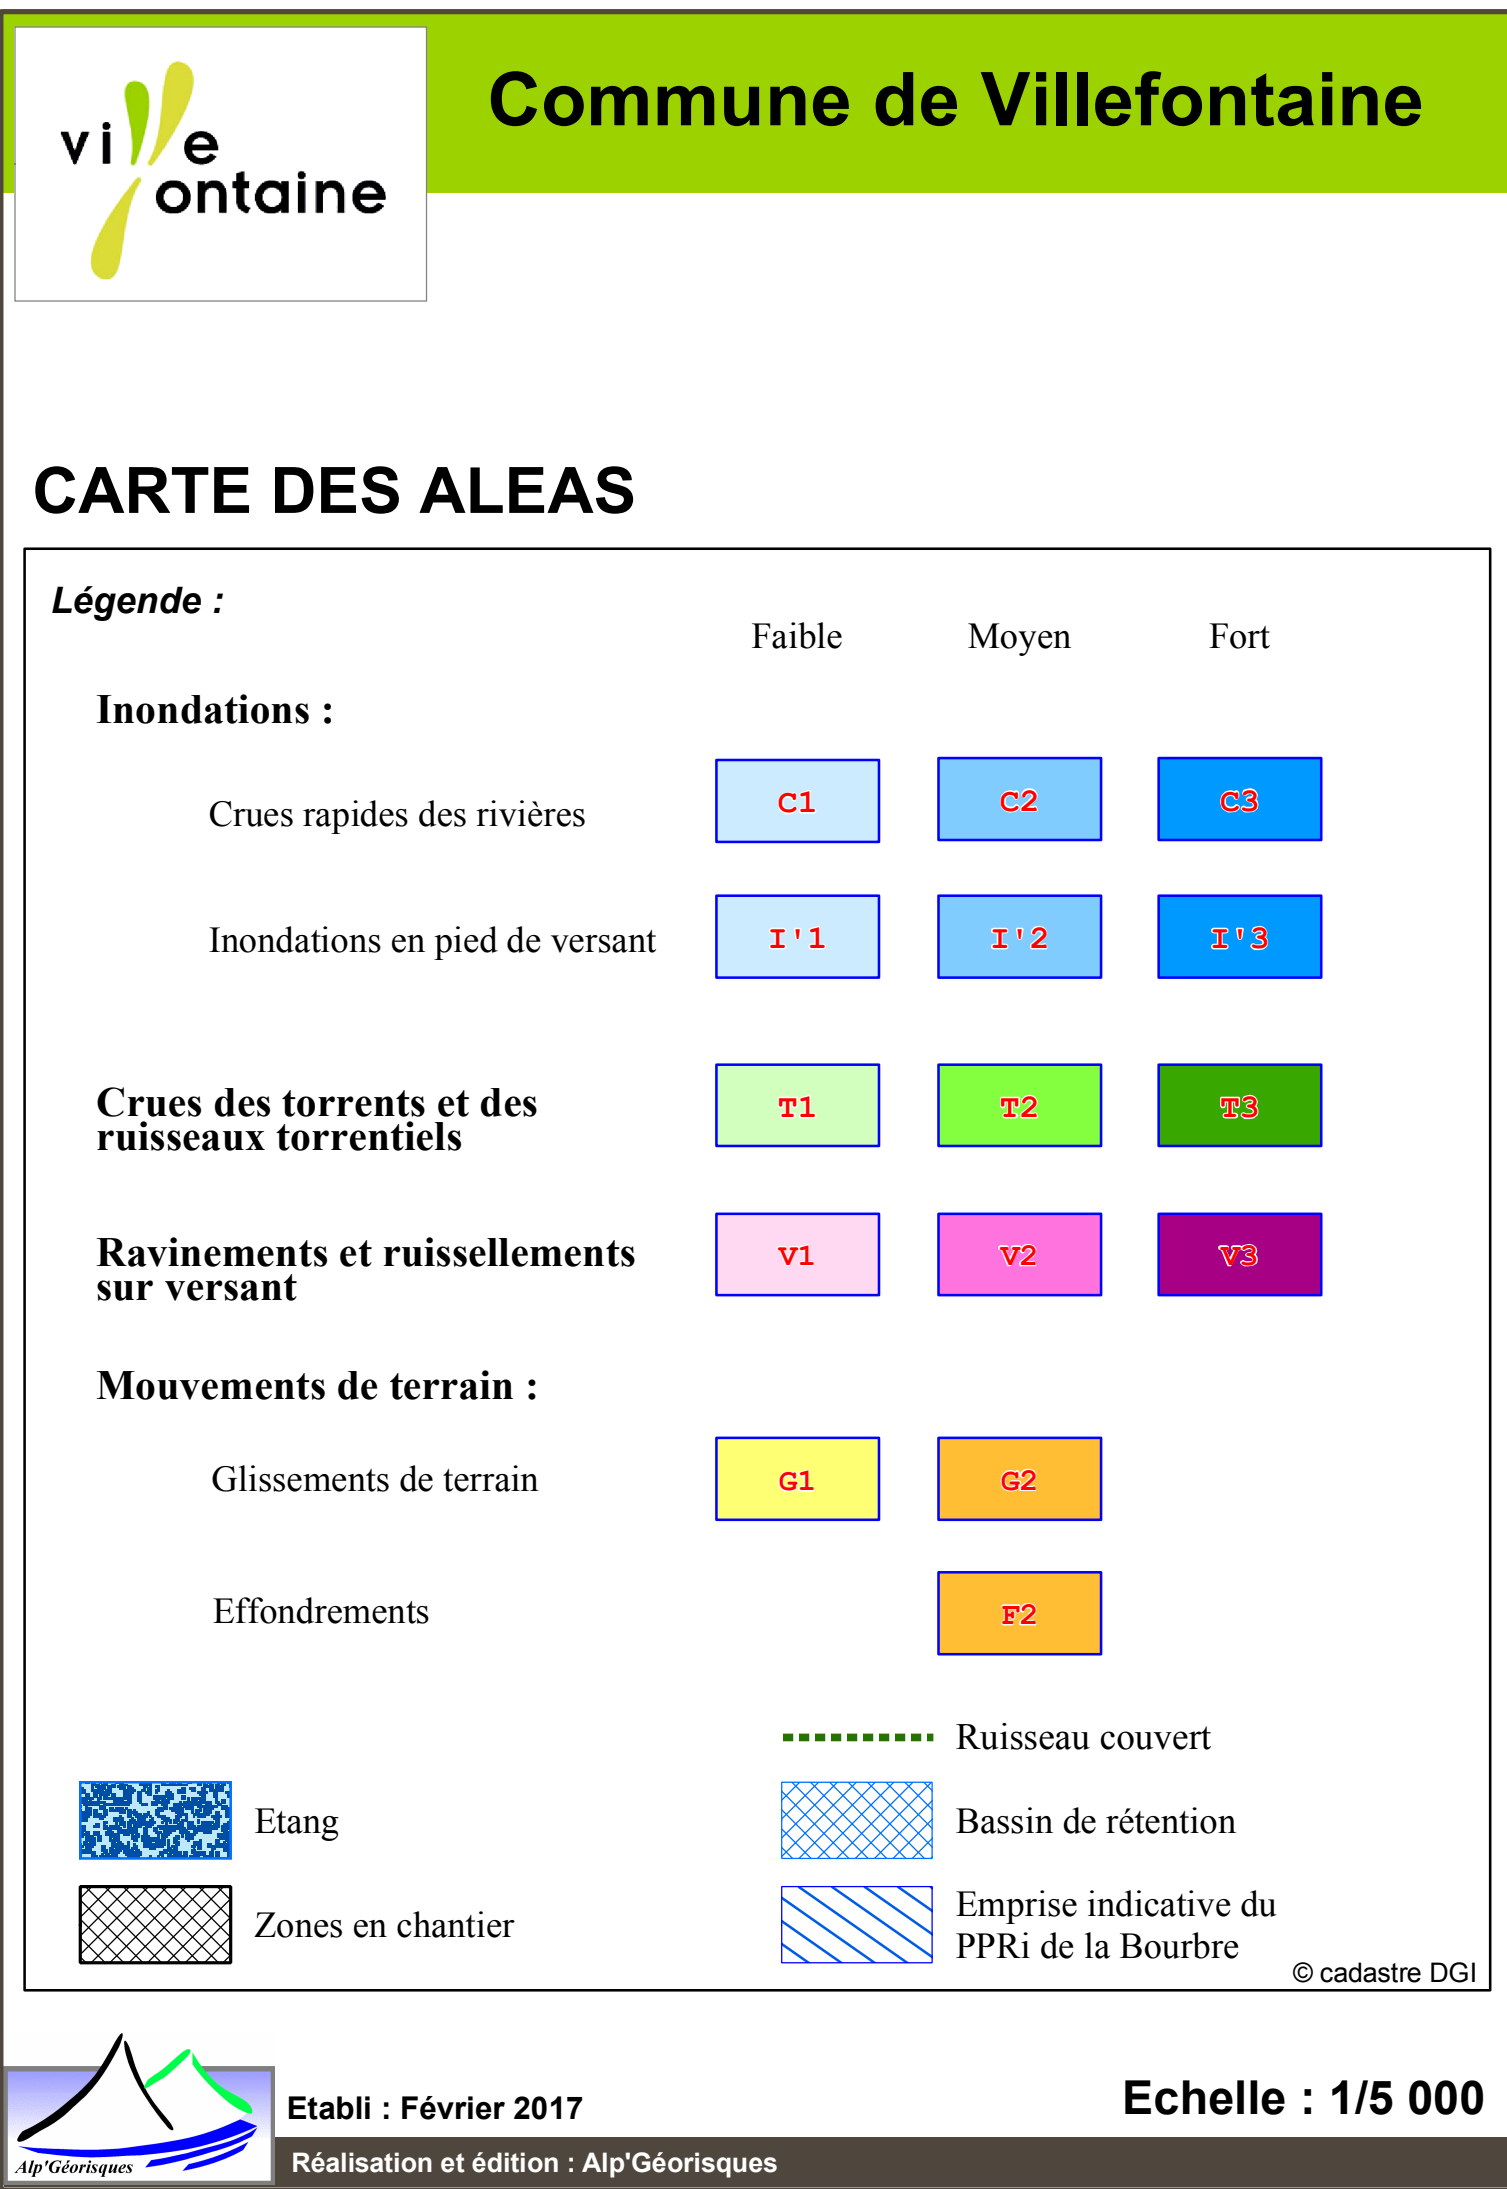 ville
fontaine
Commune de Villefontaine
CARTE DES ALEAS
Légende :
Faible Moyen Fort
Inondations :
Crues rapides des rivières C1 C2 C3
Inondations en pied de versant I'1 I'2 I'3
Crues des torrents et des
ruisseaux torrentiels T1 T2 T3
Ravinements et ruissellements
sur versant V1 V2 V3
Mouvements de terrain :
Glissements de terrain G1 G2
Effondrements F2
Ruisseau couvert
Etang Bassin de rétention
Zones en chantier Emprise indicative du
PPRi de la Bourbre
© cadastre DGI
Alp'Géorisques
Etabli : Février 2017
Echelle : 1/5 000
Réalisation et édition : Alp'Géorisques